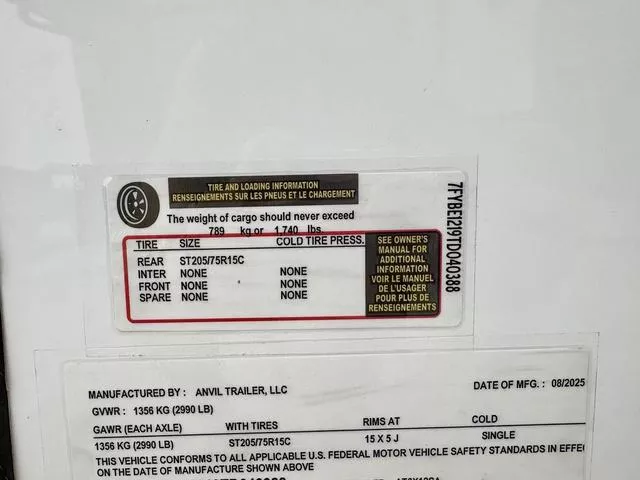 TIRE AND LOADING INFORMATION
RENSEIGNEMENTS SUR LES PNEUS ET LE CHARGEMENT
The weight of cargo should never exceed
789 kg or 1,740 lbs.
TIRE SIZE COLD TIRE PRESS.
REAR ST205/75R15C
INTER NONE NONE
FRONT NONE NONE
SPARE NONE NONE
SEE OWNER'S
MANUAL FOR
ADDITIONAL
INFORMATION
VOIR LE MANUEL
DE L'USAGER
POUR PLUS DE
RENSEIGNEMENTS
7FYBE1219TD040388
MANUFACTURED BY : ANVIL TRAILER, LLC
DATE OF MFG. : 08/2025
GVWR : 1356 KG (2990 LB)
GAWR (EACH AXLE) WITH TIRES RIMS AT COLD
1356 KG (2990 LB) ST205/75R15C 15 X 5 J SINGLE
THIS VEHICLE CONFORMS TO ALL APPLICABLE U.S. FEDERAL MOTOR VEHICLE SAFETY STANDARDS IN EFFE
ON THE DATE OF MANUFACTURE SHOWN ABOVE